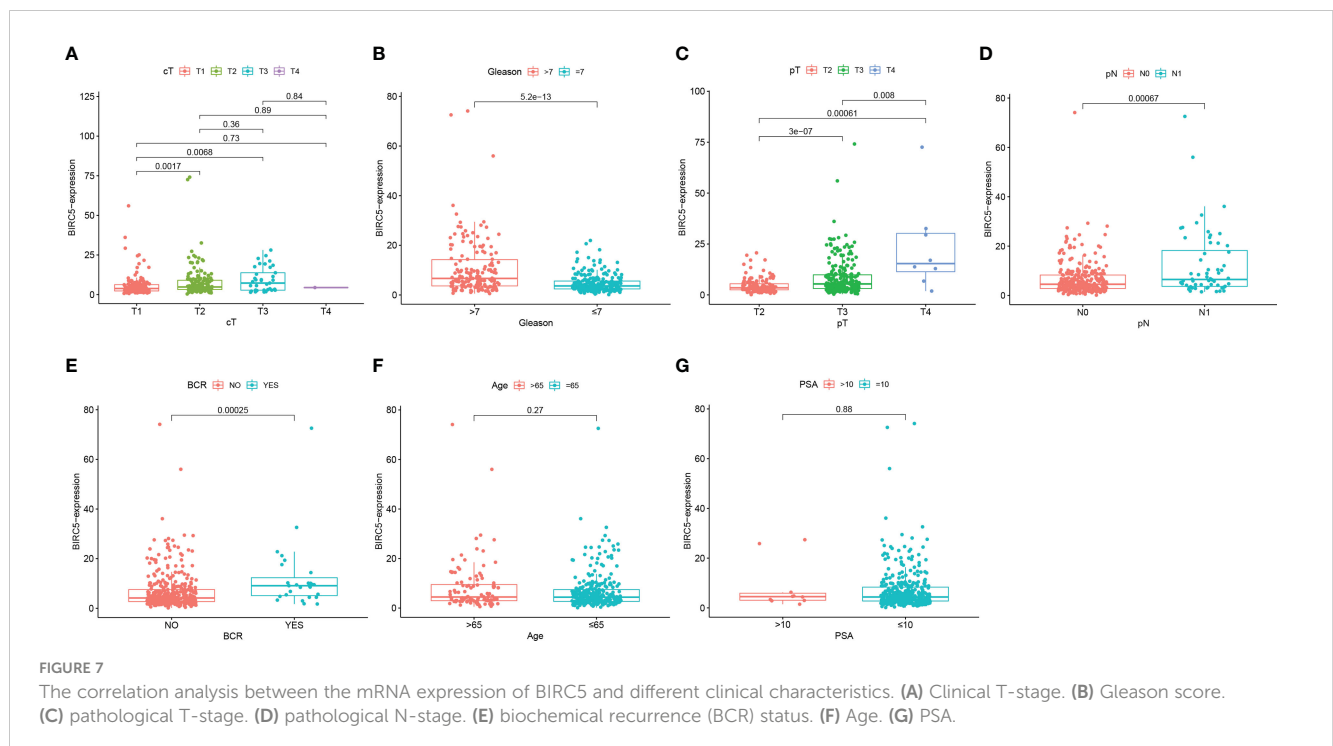 A
cT T1 T2 T3 T4
125
100
75
50
25
0
BIRC5−expression
0.84
0.89
0.36
0.73
0.0068
0.0017
T1 T2 T3 T4
cT
B
Gleason >7 =7
80
60
40
20
0
BIRC5−expression
5.2e−13
>7 ≤7
Gleason
C
pT T2 T3 T4
100
75
50
25
0
BIRC5−expression
0.008
0.00061
3e−07
T2 T3 T4
pT
D
pN N0 N1
80
60
40
20
0
BIRC5−expression
0.00067
N0 N1
pN
E
BCR NO YES
80
60
40
20
0
BIRC5−expression
0.00025
NO YES
BCR
F
Age >65 =65
80
60
40
20
0
BIRC5−expression
0.27
>65 ≤65
Age
G
PSA >10 =10
80
60
40
20
0
BIRC5−expression
0.88
>10 ≤10
PSA
FIGURE 7
The correlation analysis between the mRNA expression of BIRC5 and different clinical characteristics. (A) Clinical T-stage. (B) Gleason score.
(C) pathological T-stage. (D) pathological N-stage. (E) biochemical recurrence (BCR) status. (F) Age. (G) PSA.